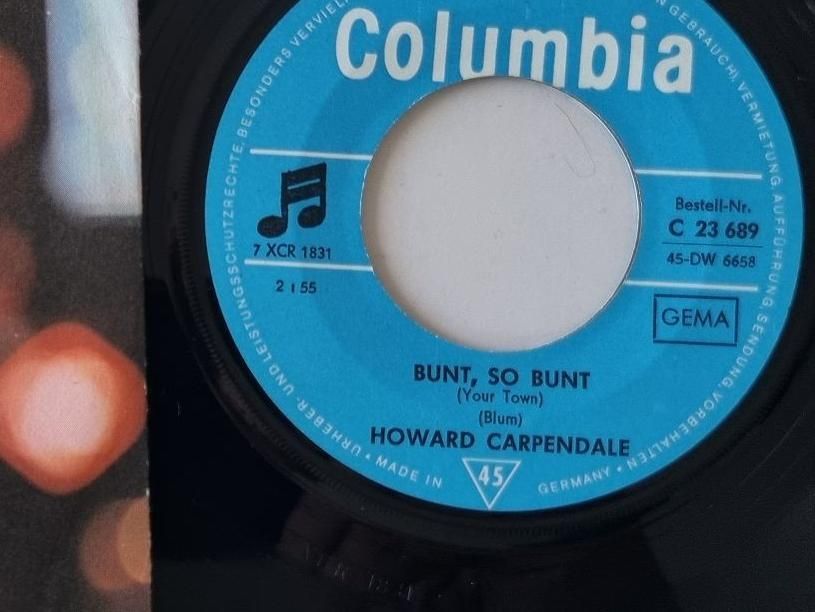 Columbia
7 XCR 1831
2 ı 55
Bestell-Nr.
C 23 689
45-DW 6658
GEMA
BUNT, SO BUNT
(Your Town)
(Blum)
HOWARD CARPENDALE
45
URHEBER- UND LEISTUNGSSCHUTZRECHTE, BESONDERS
GEBRAUCH), VERMIETUNG, AUFFÜHRUNG, SENDUNG, VORBEHALTEN
• MADE IN
GERMANY •